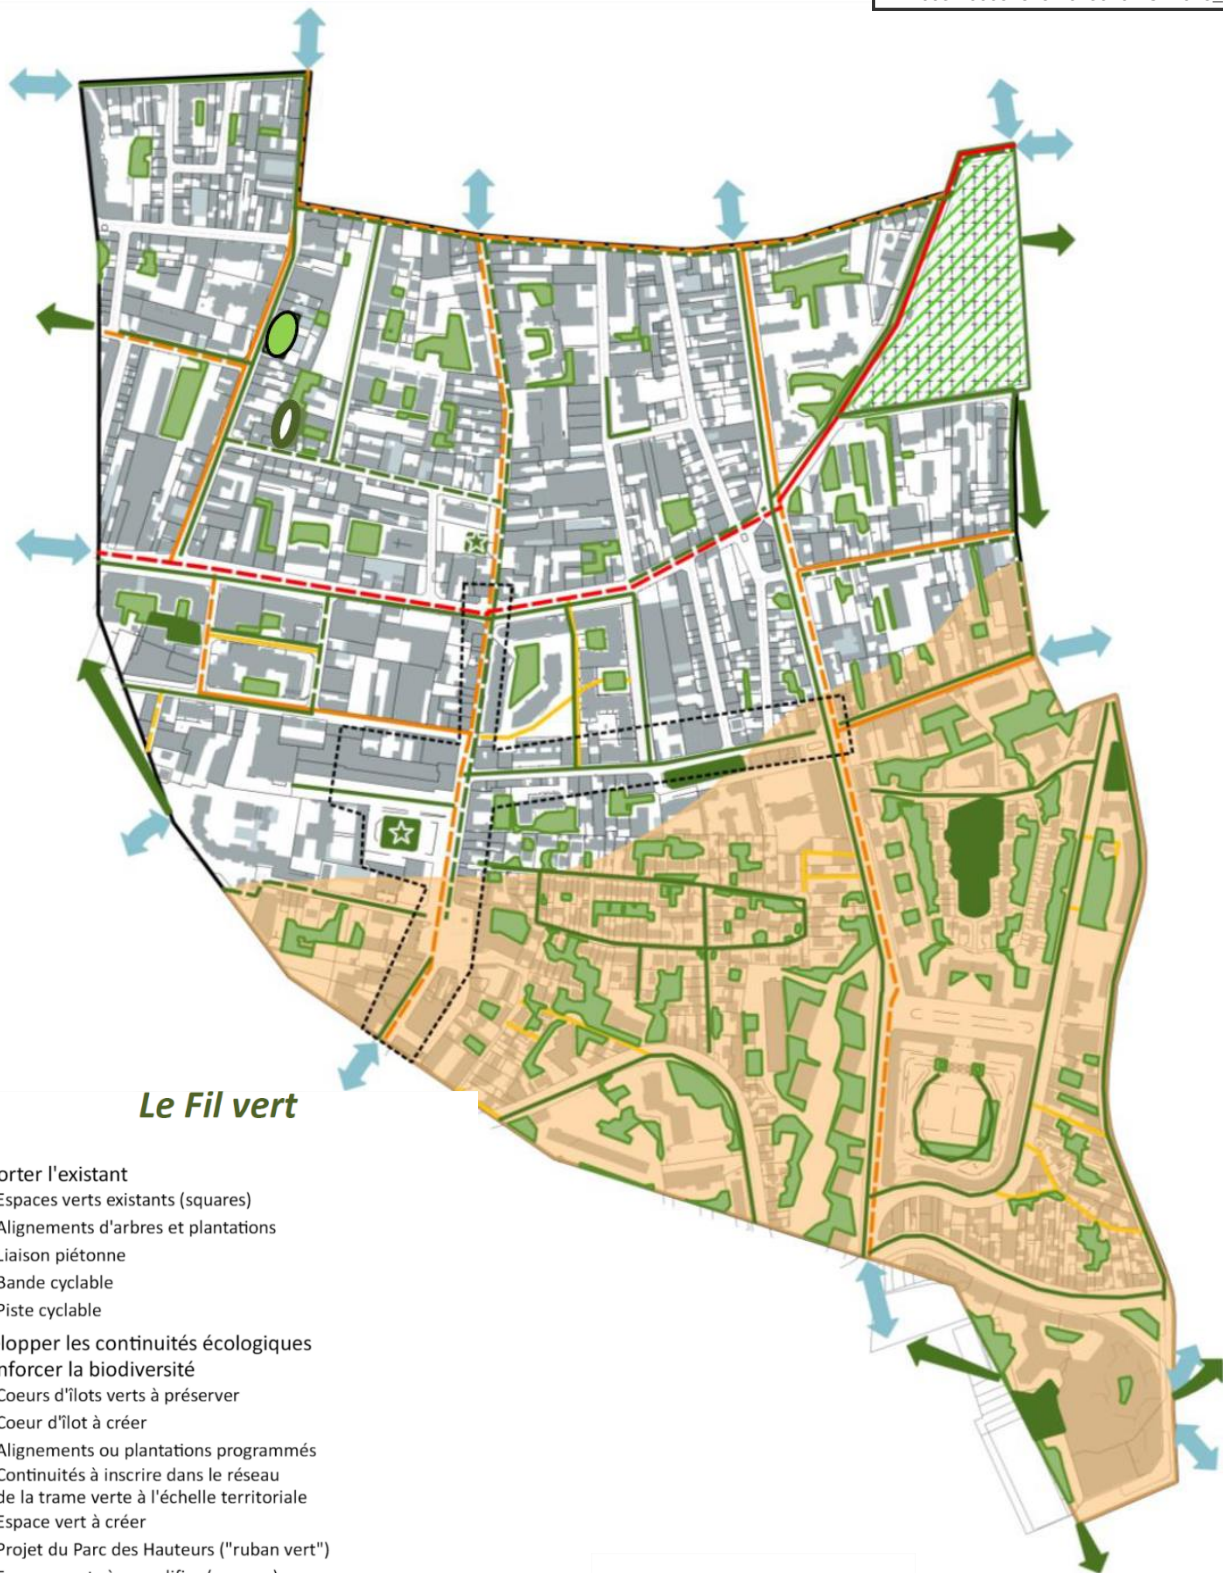 Le Fil vert
orter l'existant
Espaces verts existants (squares)
Alignements d'arbres et plantations
Liaison piétonne
Bande cyclable
Piste cyclable
lopper les continuités écologiques
nforcer la biodiversité
Coeurs d'îlots verts à préserver
Coeur d'îlot à créer
Alignements ou plantations programmés
Continuités à inscrire dans le réseau
de la trame verte à l'échelle territoriale
Espace vert à créer
Projet du Parc des Hauteurs ("ruban vert")